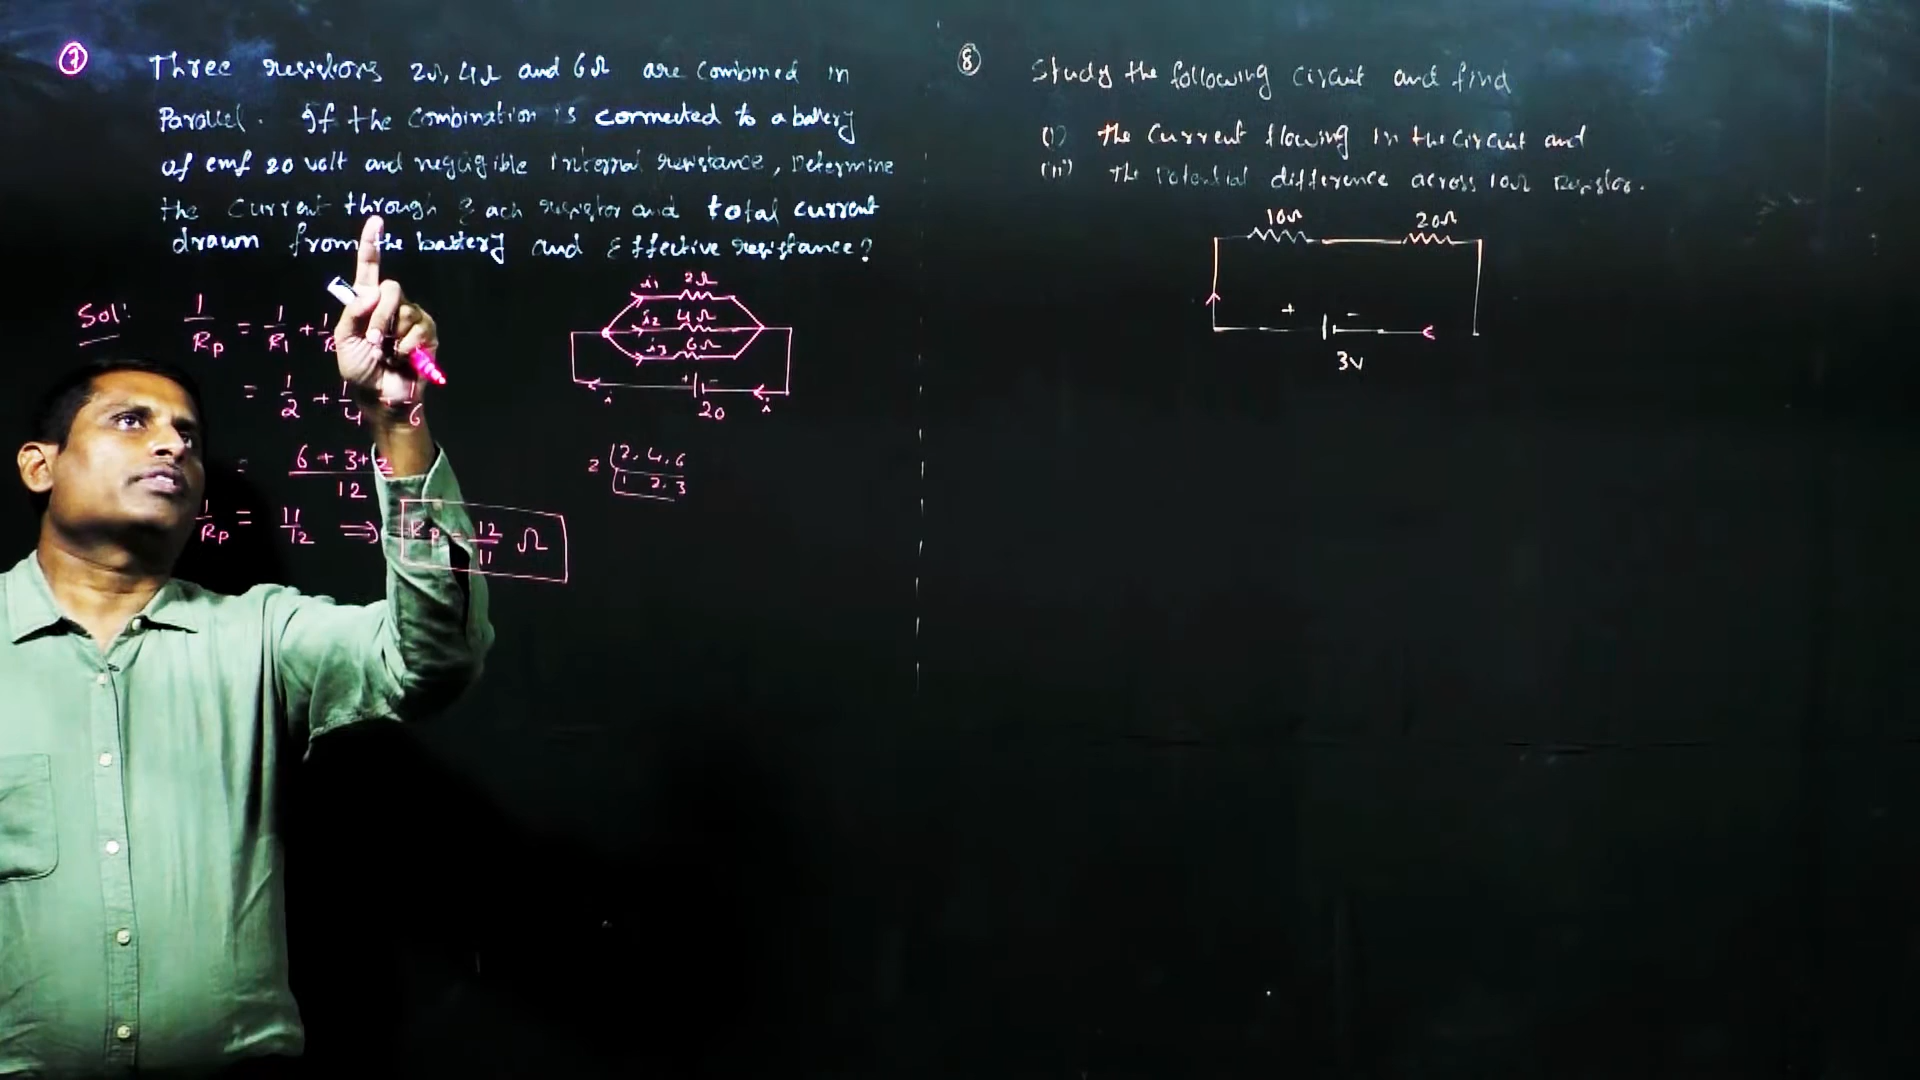 7 Three resistors 2Ω, 4Ω and 6Ω are combined in
Parallel. If the combination is connected to a battery
of emf 20 volt and negligible internal resistance, Determine
the current through Each resistor and total current
drawn from the battery and Effective resistance?
Sol:
1/Rp = 1/R1 + 1/
= 1/2 + 1/4 + 1/6
= 6 + 3 + 2 / 12
1/Rp = 11/12 ⇒ Rp = 12/11 Ω
i1 2Ω
i2 4Ω
i3 6Ω
+ -
i 20 i
2 2, 4, 6
1 2, 3
8 Study the following circuit and find
(i) the current flowing in the circuit and
(ii) The Potential difference across 10Ω Resistor.
10Ω 20Ω
+ -
3V